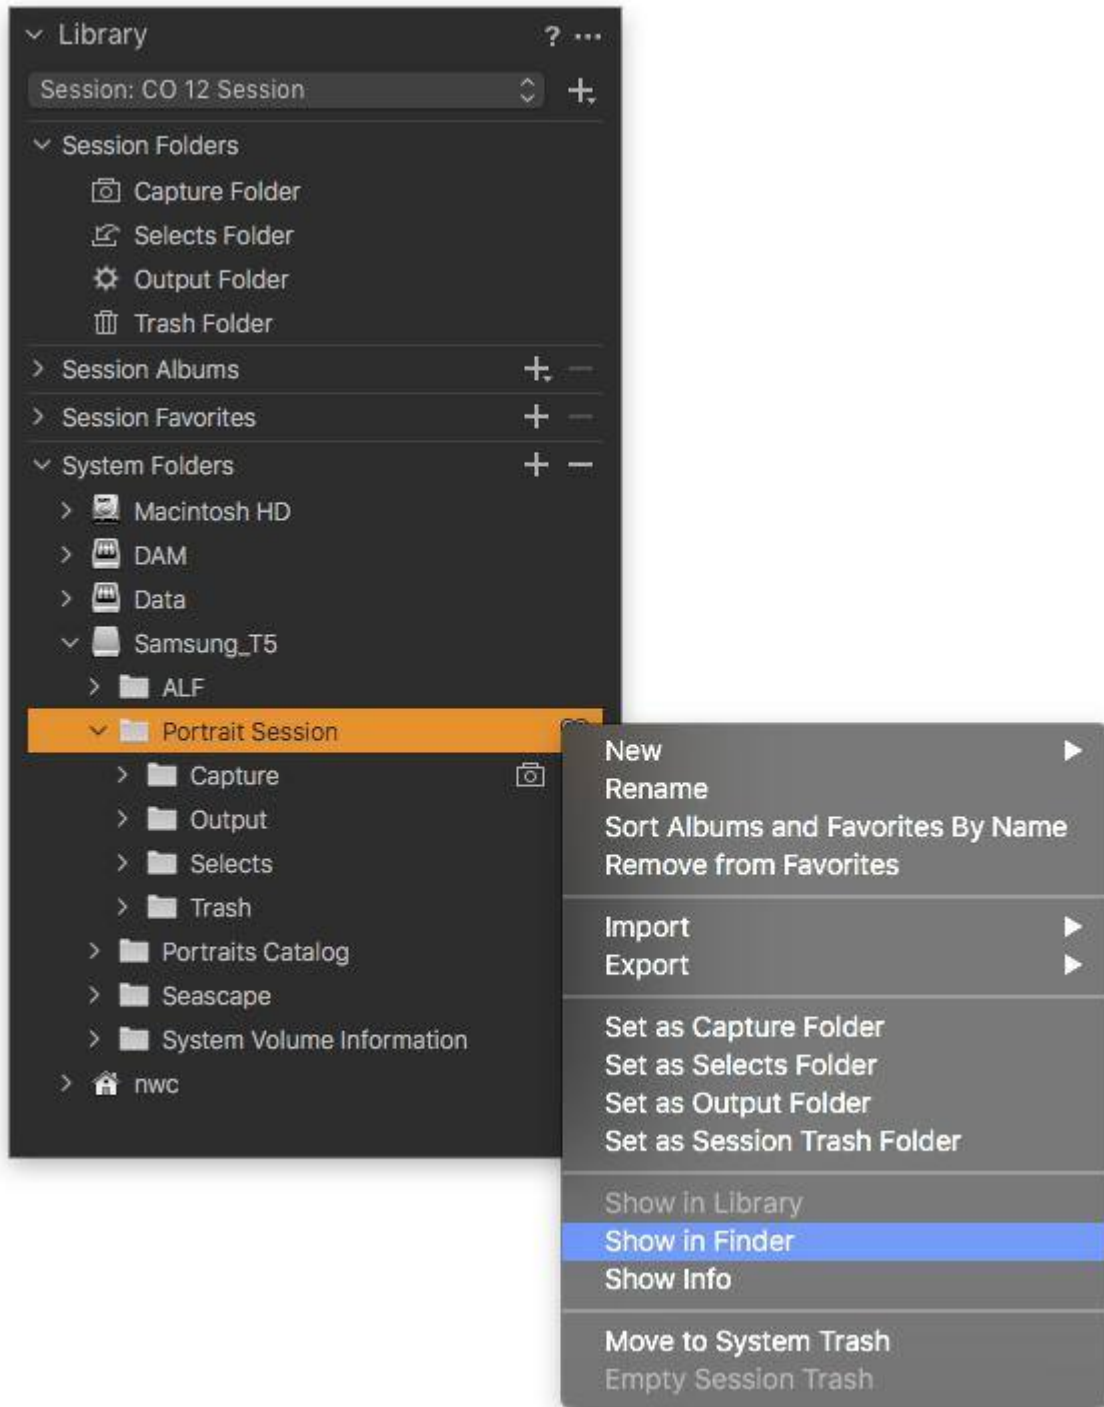 Library ? ...
Session: CO 12 Session
Session Folders
Capture Folder
Selects Folder
Output Folder
Trash Folder
Session Albums
Session Favorites
System Folders
Macintosh HD
DAM
Data
Samsung_T5
ALF
Portrait Session
Capture
Output
Selects
Trash
Portraits Catalog
Seascape
System Volume Information
nwc
New
Rename
Sort Albums and Favorites By Name
Remove from Favorites
Import
Export
Set as Capture Folder
Set as Selects Folder
Set as Output Folder
Set as Session Trash Folder
Show in Library
Show in Finder
Show Info
Move to System Trash
Empty Session Trash